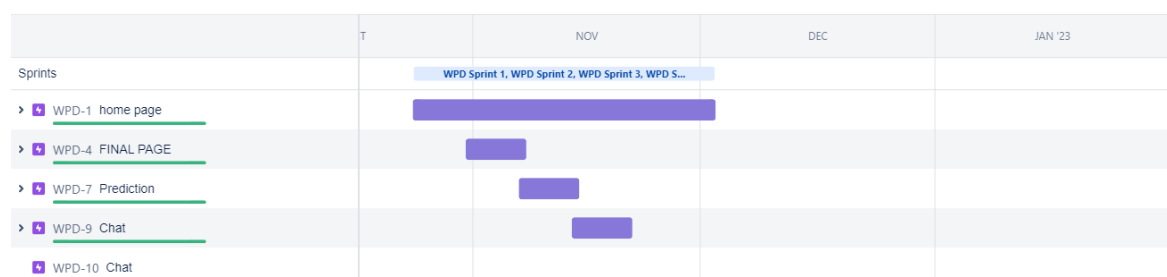 T NOV DEC JAN '23
Sprints WPD Sprint 1, WPD Sprint 2, WPD Sprint 3, WPD S...
WPD-1 home page
WPD-4 FINAL PAGE
WPD-7 Prediction
WPD-9 Chat
WPD-10 Chat